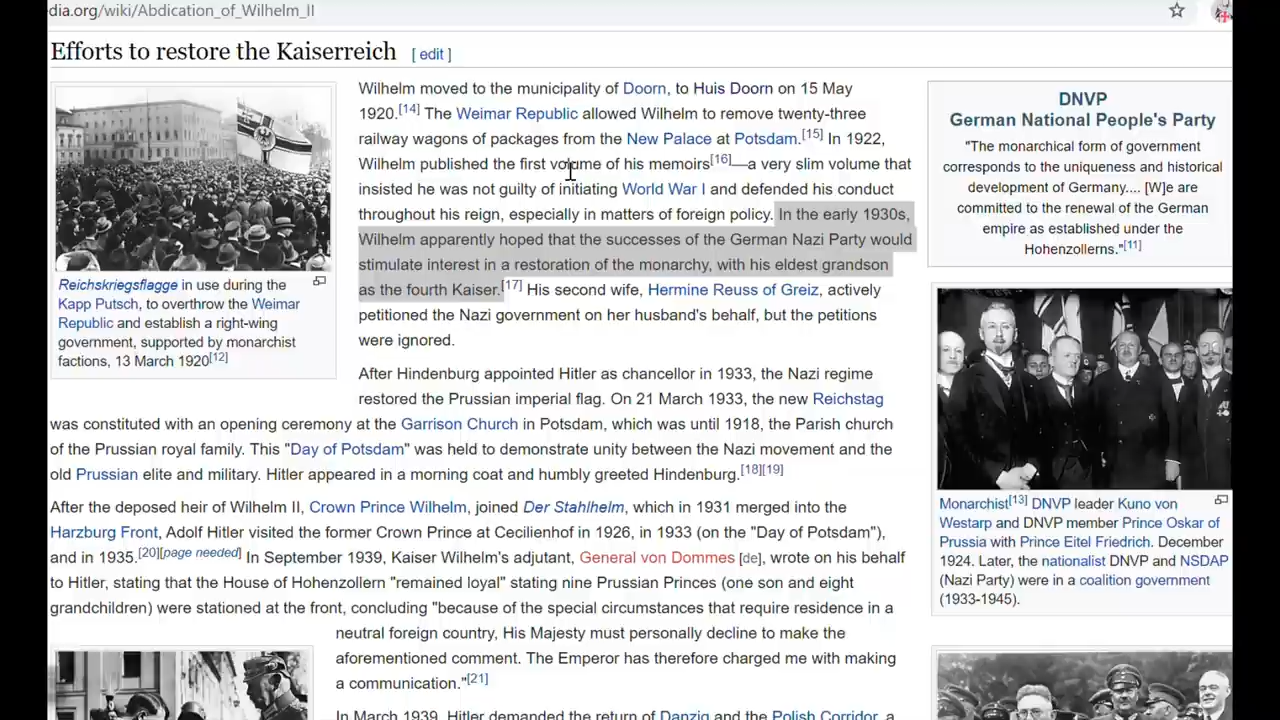 dia.org/wiki/Abdication_of_Wilhelm_II
Efforts to restore the Kaiserreich [ edit ]
Reichskriegsflagge in use during the
Kapp Putsch, to overthrow the Weimar
Republic and establish a right-wing
government, supported by monarchist
factions, 13 March 1920[12]
Wilhelm moved to the municipality of Doorn, to Huis Doorn on 15 May
1920.[14] The Weimar Republic allowed Wilhelm to remove twenty-three
railway wagons of packages from the New Palace at Potsdam.[15] In 1922,
Wilhelm published the first volume of his memoirs[16]—a very slim volume that
insisted he was not guilty of initiating World War I and defended his conduct
throughout his reign, especially in matters of foreign policy. In the early 1930s,
Wilhelm apparently hoped that the successes of the German Nazi Party would
stimulate interest in a restoration of the monarchy, with his eldest grandson
as the fourth Kaiser.[17] His second wife, Hermine Reuss of Greiz, actively
petitioned the Nazi government on her husband's behalf, but the petitions
were ignored.
After Hindenburg appointed Hitler as chancellor in 1933, the Nazi regime
restored the Prussian imperial flag. On 21 March 1933, the new Reichstag
was constituted with an opening ceremony at the Garrison Church in Potsdam, which was until 1918, the Parish church
of the Prussian royal family. This "Day of Potsdam" was held to demonstrate unity between the Nazi movement and the
old Prussian elite and military. Hitler appeared in a morning coat and humbly greeted Hindenburg.[18][19]
After the deposed heir of Wilhelm II, Crown Prince Wilhelm, joined Der Stahlhelm, which in 1931 merged into the
Harzburg Front, Adolf Hitler visited the former Crown Prince at Cecilienhof in 1926, in 1933 (on the "Day of Potsdam"),
and in 1935.[20][page needed] In September 1939, Kaiser Wilhelm's adjutant, General von Dommes [de], wrote on his behalf
to Hitler, stating that the House of Hohenzollern "remained loyal" stating nine Prussian Princes (one son and eight
grandchildren) were stationed at the front, concluding "because of the special circumstances that require residence in a
neutral foreign country, His Majesty must personally decline to make the
aforementioned comment. The Emperor has therefore charged me with making
a communication."[21]
In March 1939, Hitler demanded the return of Danzig and the Polish Corridor, a
DNVP
German National People's Party
"The monarchical form of government
corresponds to the uniqueness and historical
development of Germany.... [W]e are
committed to the renewal of the German
empire as established under the
Hohenzollerns."[11]
Monarchist[13] DNVP leader Kuno von
Westarp and DNVP member Prince Oskar of
Prussia with Prince Eitel Friedrich. December
1924. Later, the nationalist DNVP and NSDAP
(Nazi Party) were in a coalition government
(1933-1945).